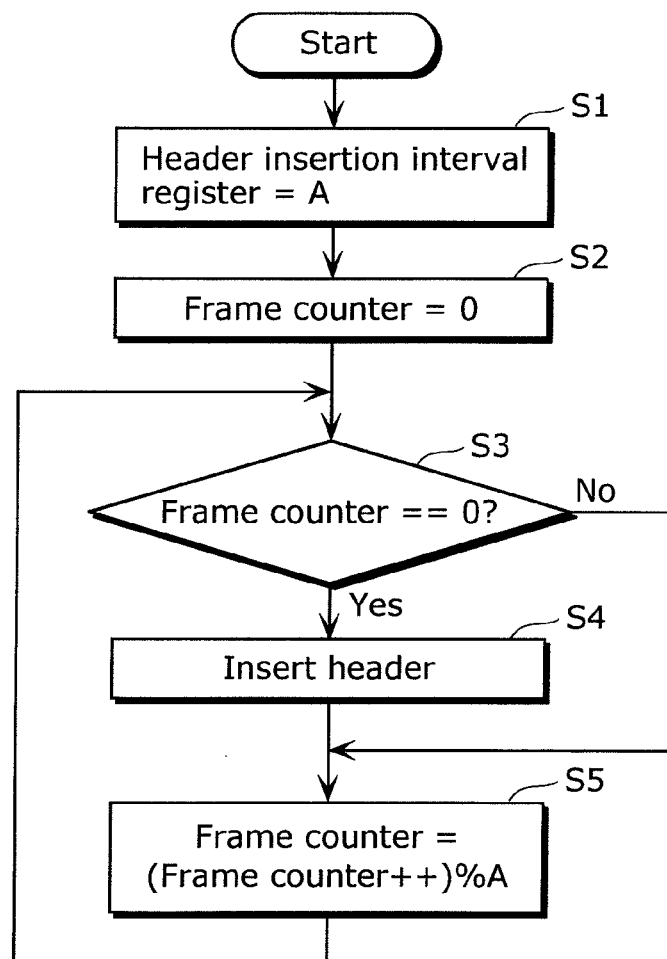 Start
S1
Header insertion interval
register = A
S2
Frame counter = 0
S3
Frame counter == 0?
No
Yes
S4
Insert header
S5
Frame counter =
(Frame counter++)%A